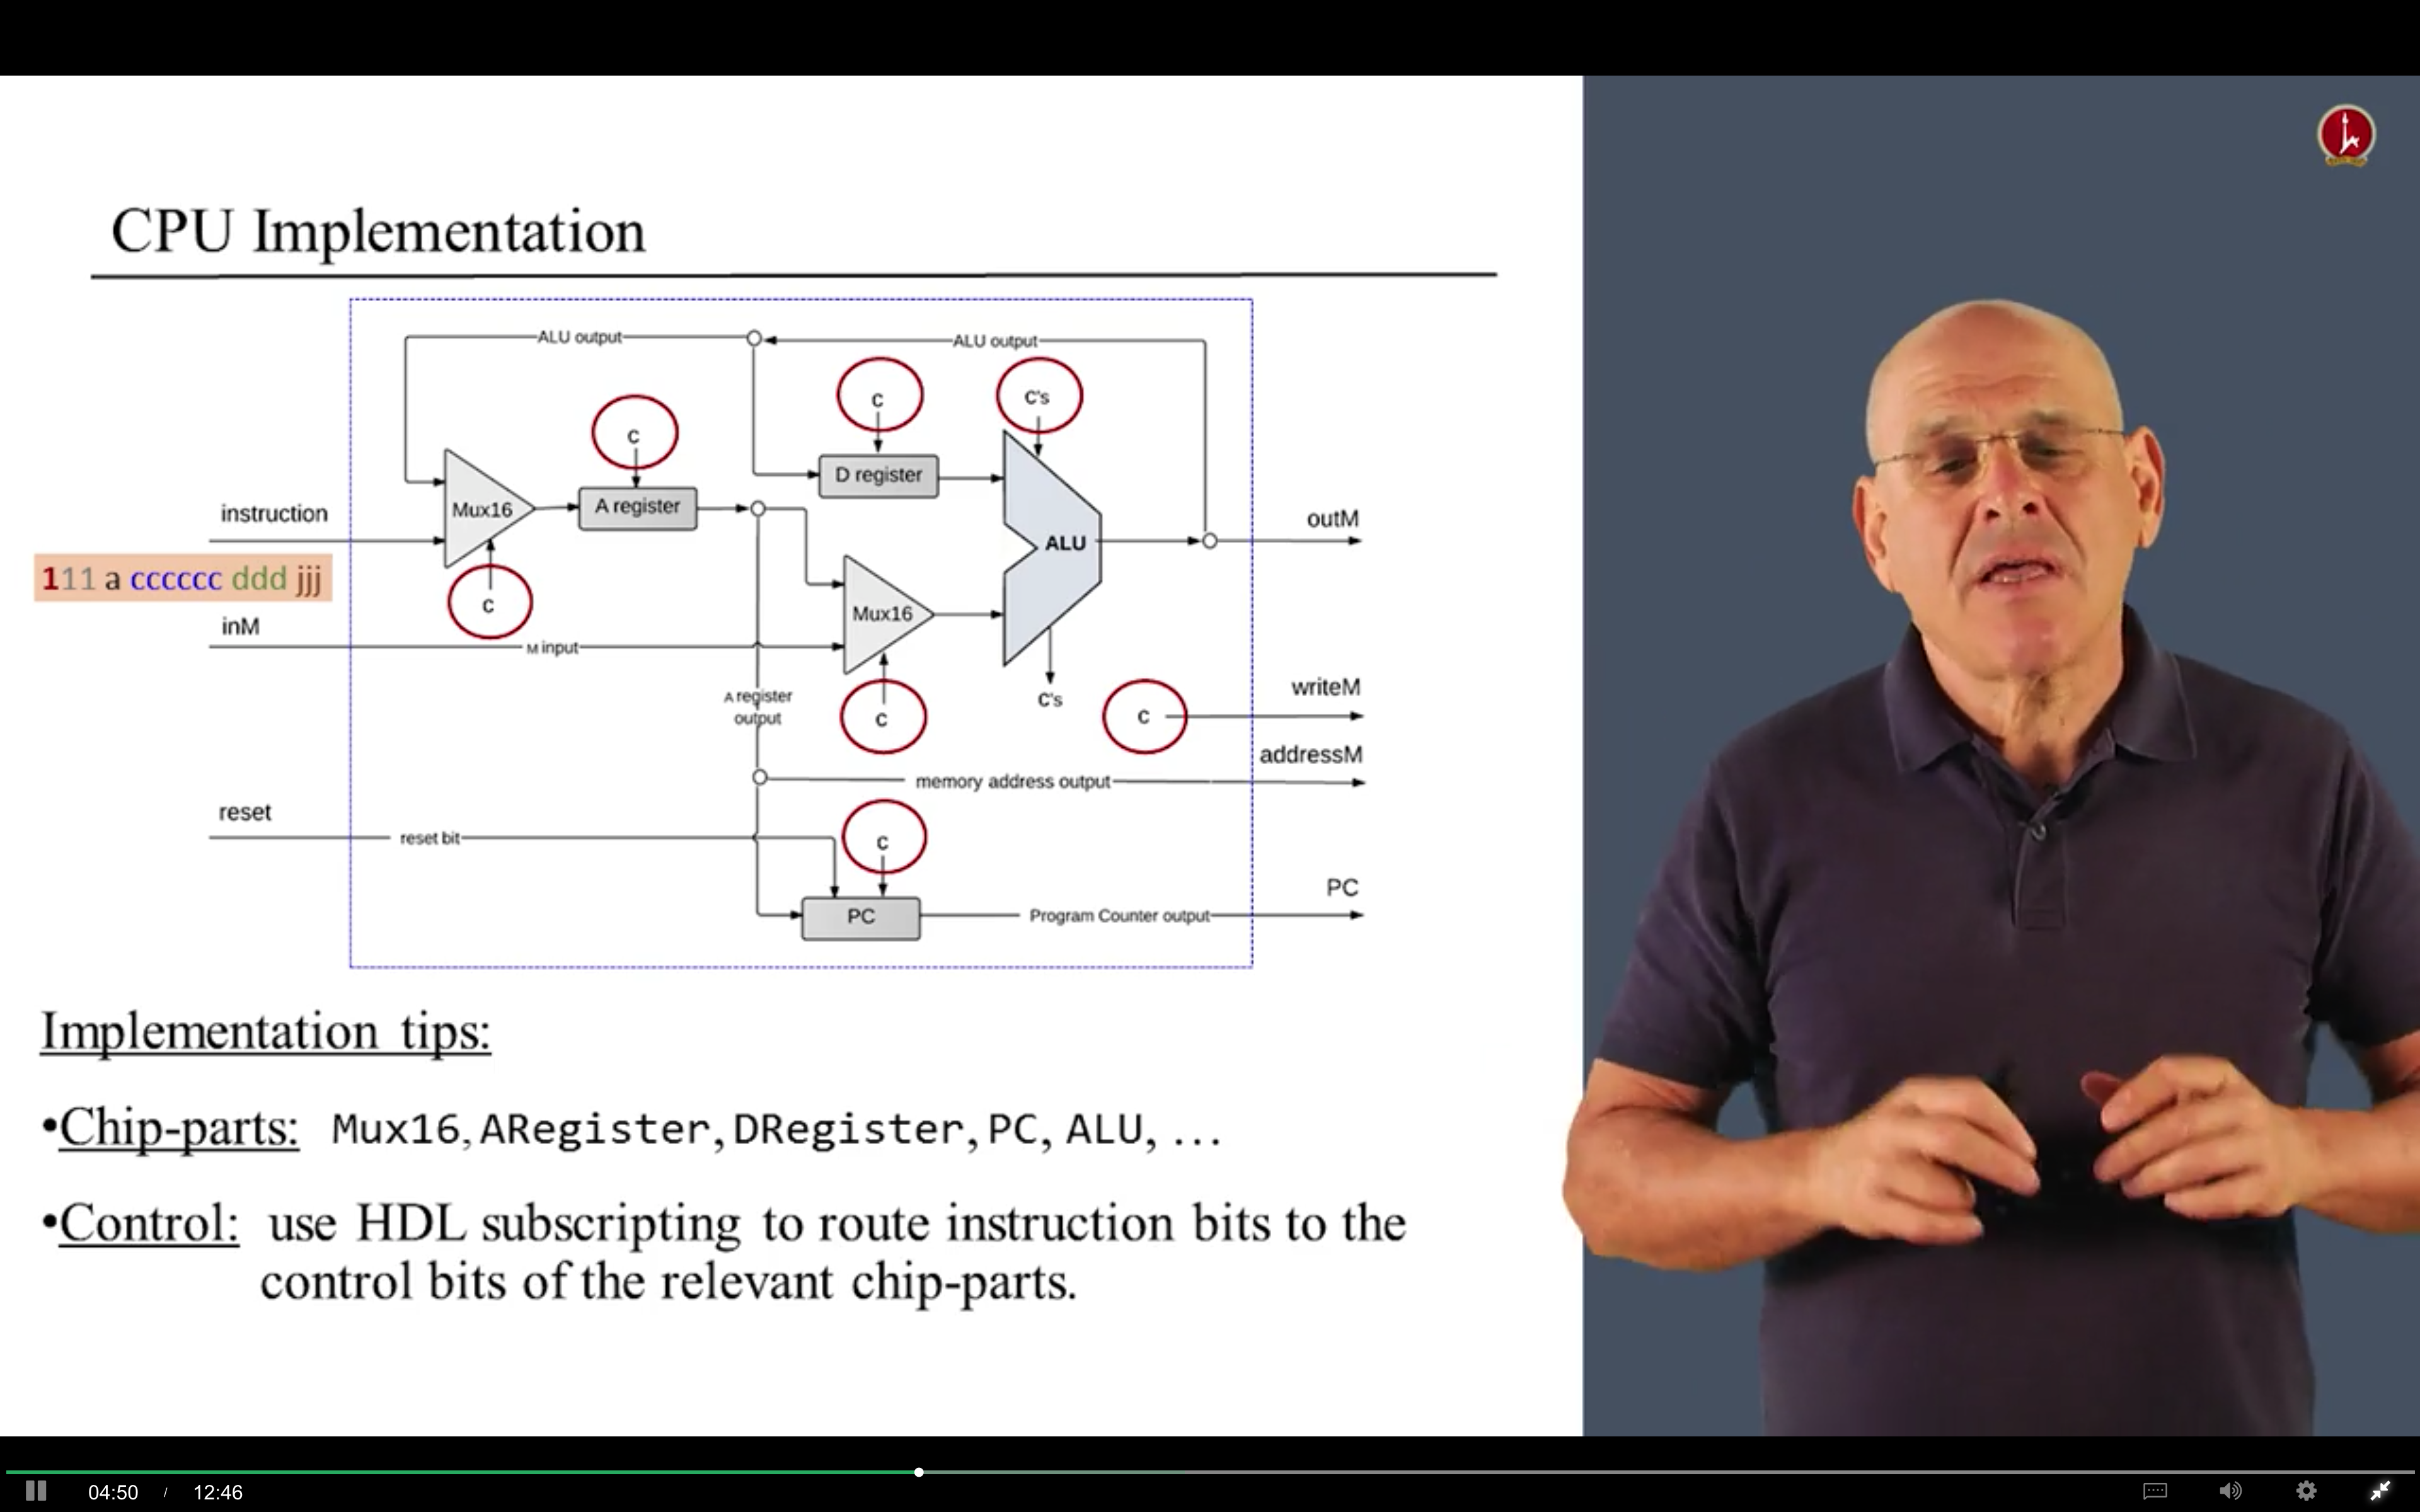 CPU Implementation
ALU output
ALU output
c
C's
c
D register
Mux16
A register
instruction
outM
ALU
111 a cccccc ddd jjj
c
Mux16
inM
M input
writeM
A register
output
C's
c
c
addressM
memory address output
reset
reset bit
c
PC
PC
Program Counter output
Implementation tips:
•Chip-parts: Mux16, ARegister, DRegister, PC, ALU, ...
•Control: use HDL subscripting to route instruction bits to the
control bits of the relevant chip-parts.
04:50 / 12:46